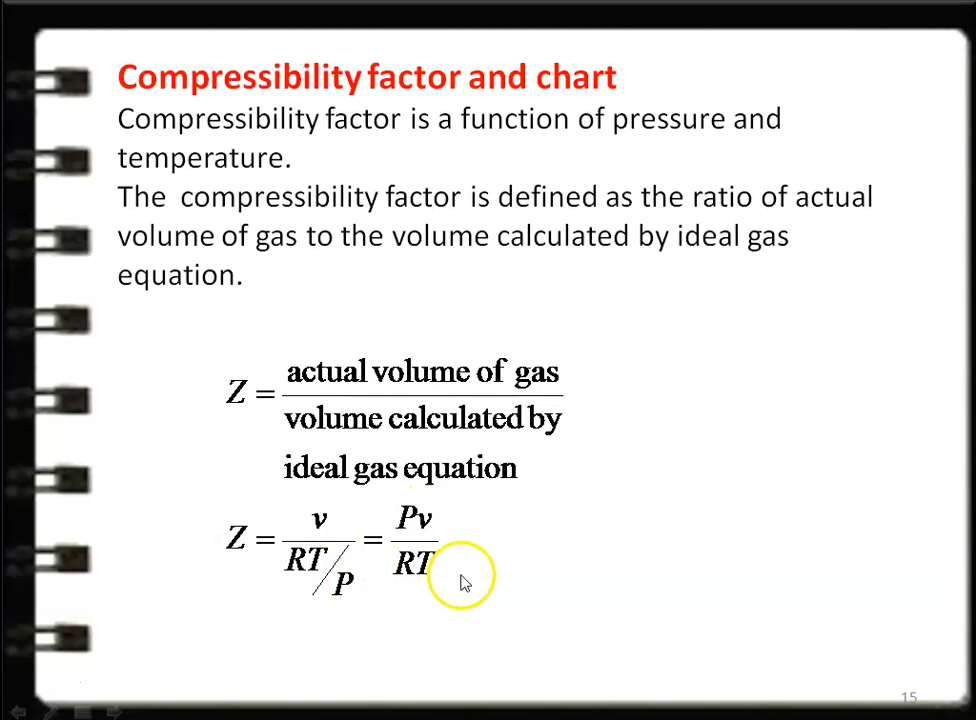 Compressibility factor and chart
Compressibility factor is a function of pressure and
temperature.
The compressibility factor is defined as the ratio of actual
volume of gas to the volume calculated by ideal gas
equation.
Z = actual volume of gas / volume calculated by
ideal gas equation
Z = v / (RT/P) = Pv / RT
15